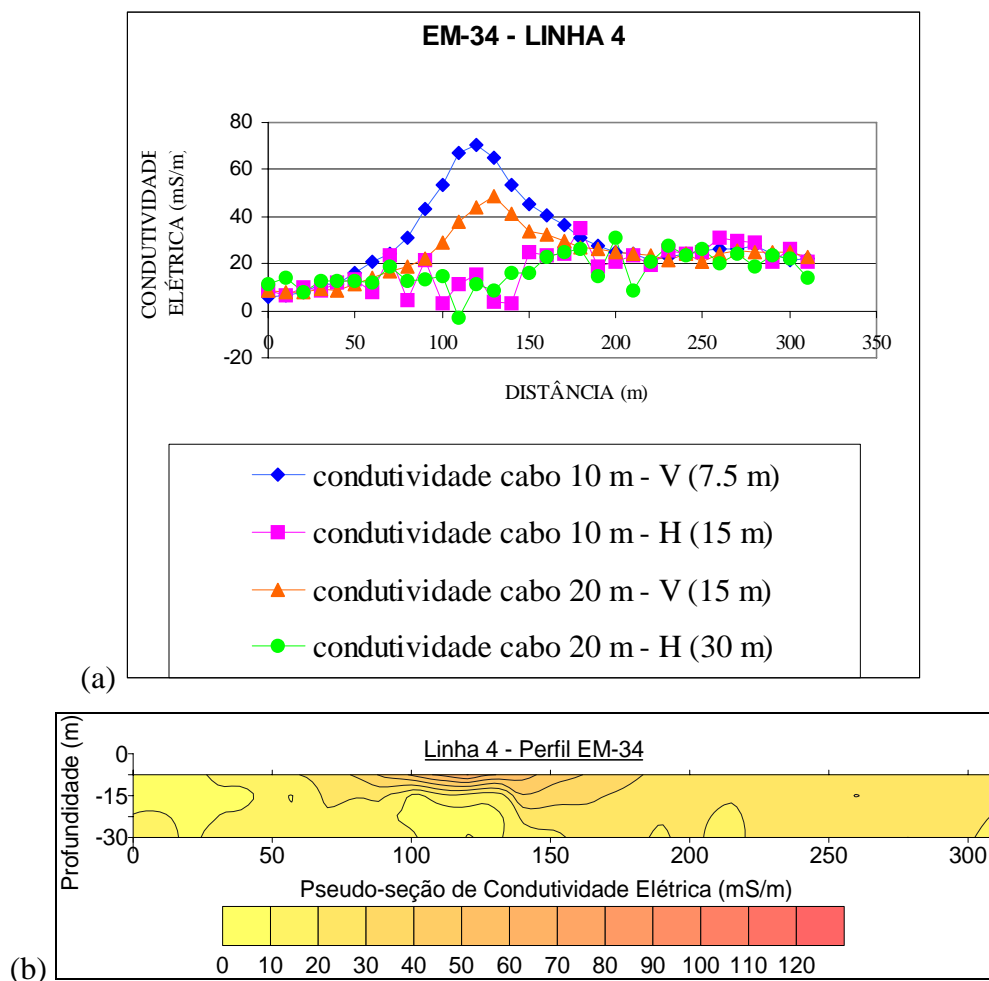 EM-34 - LINHA 4
CONDUTIVIDADE
ELÉTRICA (mS/m)
80
60
40
20
0
-20
0
50
100
150
200
250
300
350
DISTÂNCIA (m)
condutividade cabo 10 m - V (7.5 m)
condutividade cabo 10 m - H (15 m)
condutividade cabo 20 m - V (15 m)
condutividade cabo 20 m - H (30 m)
(a)
Linha 4 - Perfil EM-34
Profundidade (m)
0
-15
-30
0
50
100
150
200
250
300
Pseudo-seção de Condutividade Elétrica (mS/m)
0 10 20 30 40 50 60 70 80 90 100 110 120
(b)